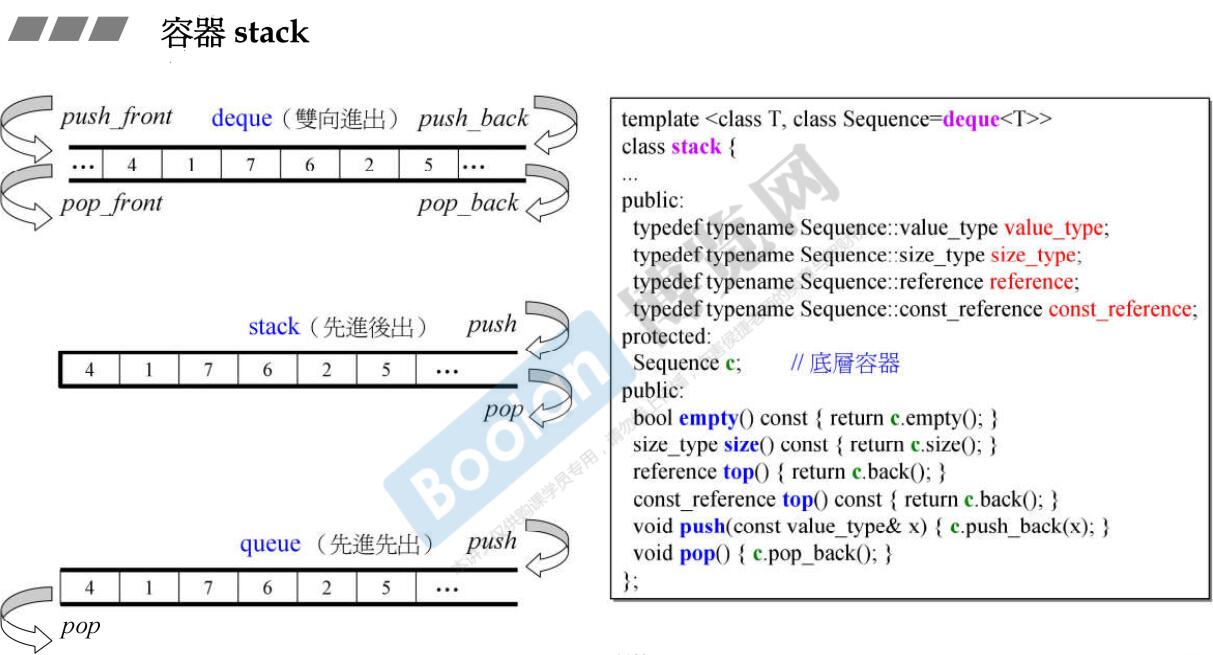 容器 stack
push_front deque（雙向進出） push_back
... 4 1 7 6 2 5 ...
pop_front pop_back
stack（先進後出） push
4 1 7 6 2 5 ...
pop
queue （先進先出） push
4 1 7 6 2 5 ...
pop
template <class T, class Sequence=deque<T>>
class stack {
...
public:
typedef typename Sequence::value_type value_type;
typedef typename Sequence::size_type size_type;
typedef typename Sequence::reference reference;
typedef typename Sequence::const_reference const_reference;
protected:
Sequence c; // 底層容器
public:
bool empty() const { return c.empty(); }
size_type size() const { return c.size(); }
reference top() { return c.back(); }
const_reference top() const { return c.back(); }
void push(const value_type& x) { c.push_back(x); }
void pop() { c.pop_back(); }
};
Boolan 博览网